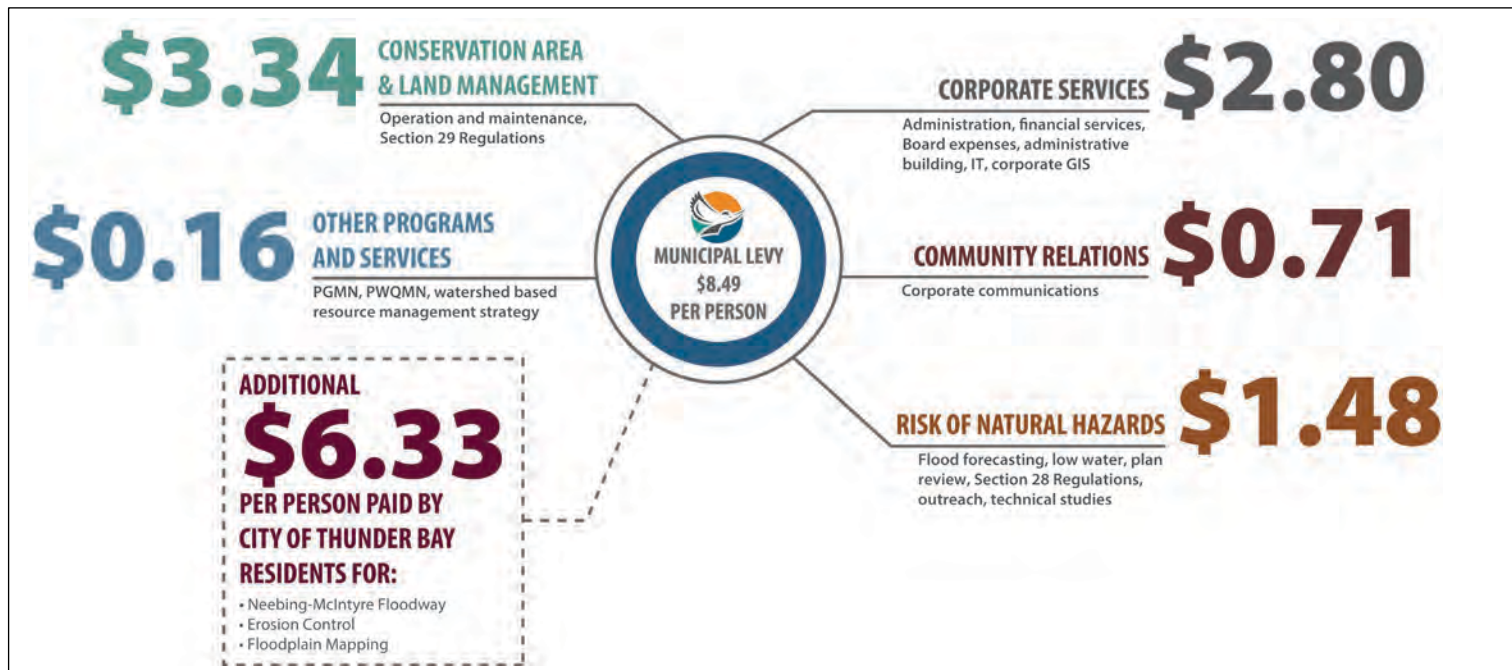 $3.34
CONSERVATION AREA
& LAND MANAGEMENT
Operation and maintenance,
Section 29 Regulations
$0.16
OTHER PROGRAMS
AND SERVICES
PGMN, PWQMN, watershed based
resource management strategy
ADDITIONAL
$6.33
PER PERSON PAID BY
CITY OF THUNDER BAY
RESIDENTS FOR:
• Neebing-McIntyre Floodway
• Erosion Control
• Floodplain Mapping
MUNICIPAL LEVY
$8.49
PER PERSON
CORPORATE SERVICES
$2.80
Administration, financial services,
Board expenses, administrative
building, IT, corporate GIS
COMMUNITY RELATIONS
$0.71
Corporate communications
RISK OF NATURAL HAZARDS
$1.48
Flood forecasting, low water, plan
review, Section 28 Regulations,
outreach, technical studies